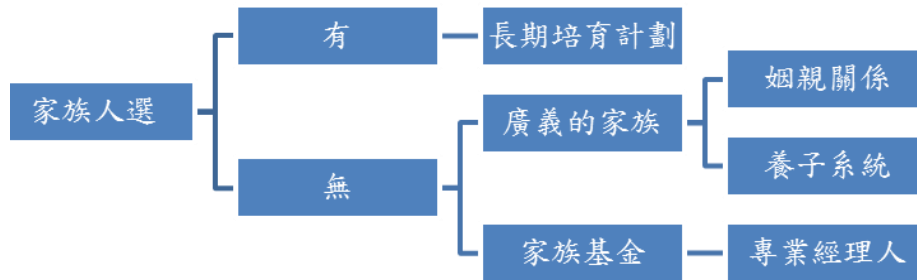 家族人選
有
長期培育計劃
無
廣義的家族
姻親關係
養子系統
家族基金
專業經理人